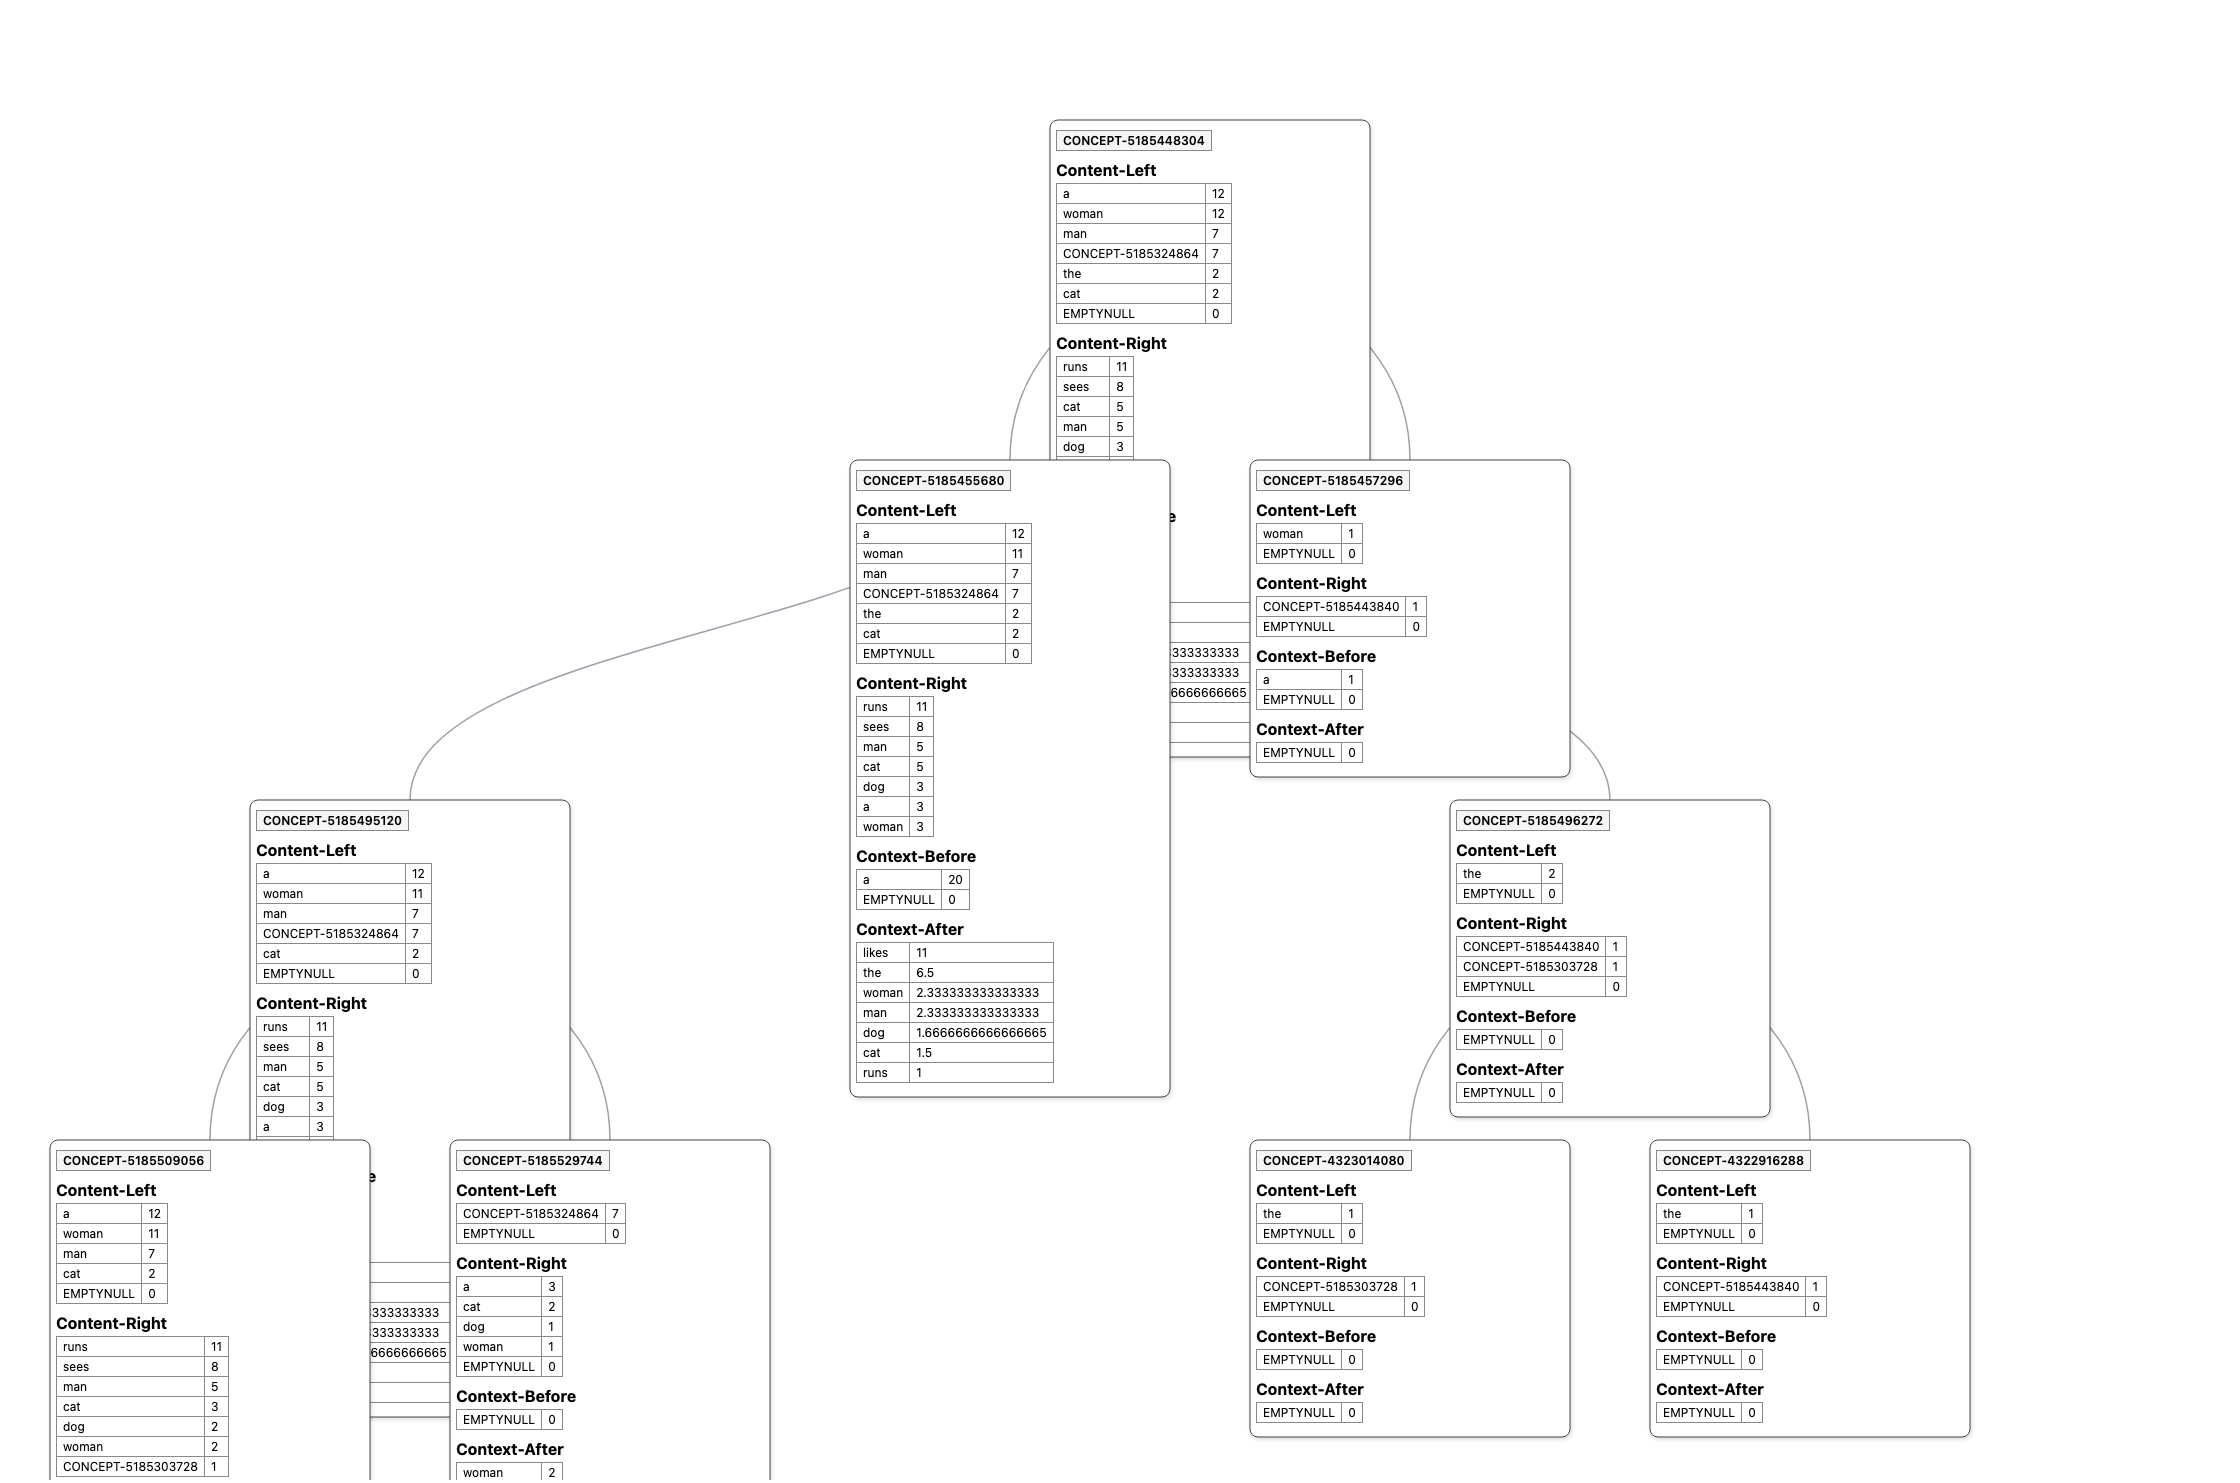 CONCEPT-5185448304
Content-Left
a 12
woman 12
man 7
CONCEPT-5185324864 7
the 2
cat 2
EMPTYNULL 0
Content-Right
runs 11
sees 8
cat 5
man 5
dog 3
e
333333333
333333333
6666666665
CONCEPT-5185455680
Content-Left
a 12
woman 11
man 7
CONCEPT-5185324864 7
the 2
cat 2
EMPTYNULL 0
Content-Right
runs 11
sees 8
man 5
cat 5
dog 3
a 3
woman 3
Context-Before
a 20
EMPTYNULL 0
Context-After
likes 11
the 6.5
woman 2.333333333333333
man 2.333333333333333
dog 1.6666666666666665
cat 1.5
runs 1
CONCEPT-5185457296
Content-Left
woman 1
EMPTYNULL 0
Content-Right
CONCEPT-5185443840 1
EMPTYNULL 0
Context-Before
a 1
EMPTYNULL 0
Context-After
EMPTYNULL 0
CONCEPT-5185495120
Content-Left
a 12
woman 11
man 7
CONCEPT-5185324864 7
cat 2
EMPTYNULL 0
Content-Right
runs 11
sees 8
man 5
cat 5
dog 3
a 3
e
333333333
333333333
6666666665
CONCEPT-5185496272
Content-Left
the 2
EMPTYNULL 0
Content-Right
CONCEPT-5185443840 1
CONCEPT-5185303728 1
EMPTYNULL 0
Context-Before
EMPTYNULL 0
Context-After
EMPTYNULL 0
CONCEPT-5185509056
Content-Left
a 12
woman 11
man 7
cat 2
EMPTYNULL 0
Content-Right
runs 11
sees 8
man 5
cat 3
dog 2
woman 2
CONCEPT-5185303728 1
CONCEPT-5185529744
Content-Left
CONCEPT-5185324864 7
EMPTYNULL 0
Content-Right
a 3
cat 2
dog 1
woman 1
EMPTYNULL 0
Context-Before
EMPTYNULL 0
Context-After
woman 2
CONCEPT-4323014080
Content-Left
the 1
EMPTYNULL 0
Content-Right
CONCEPT-5185303728 1
EMPTYNULL 0
Context-Before
EMPTYNULL 0
Context-After
EMPTYNULL 0
CONCEPT-4322916288
Content-Left
the 1
EMPTYNULL 0
Content-Right
CONCEPT-5185443840 1
EMPTYNULL 0
Context-Before
EMPTYNULL 0
Context-After
EMPTYNULL 0